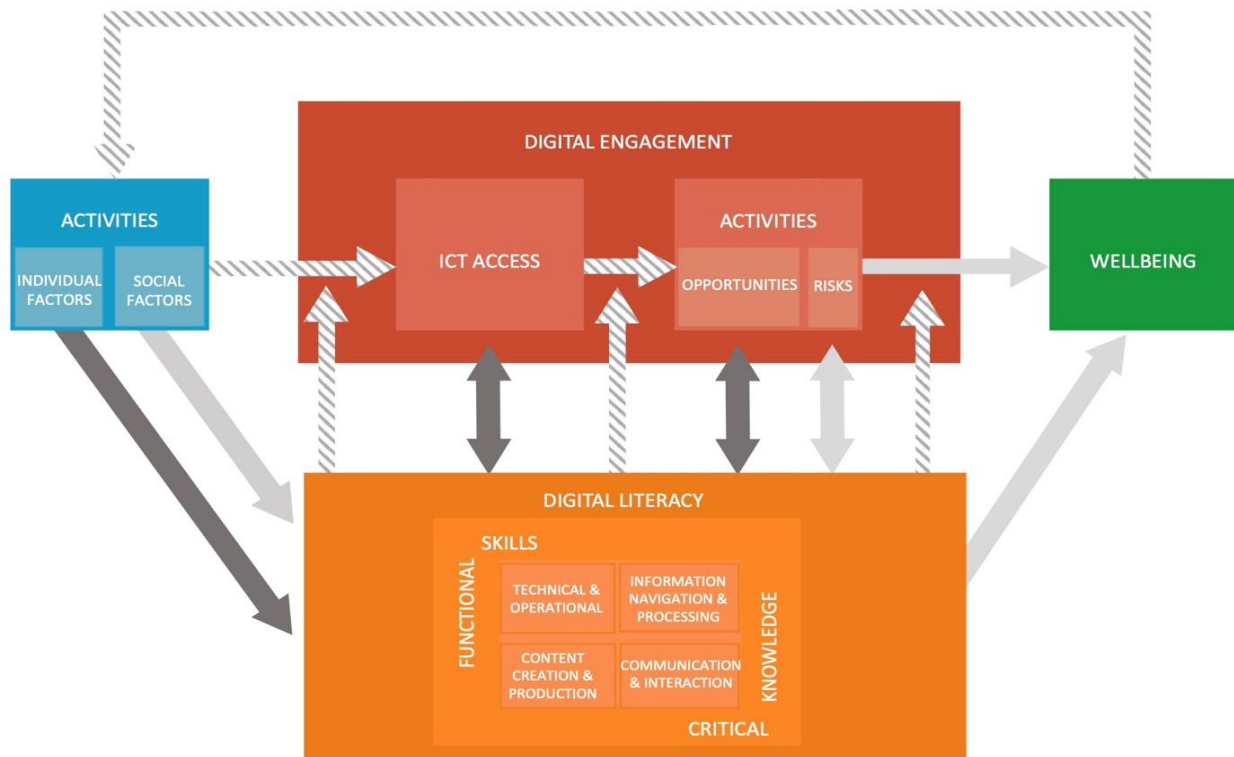 DIGITAL ENGAGEMENT
ACTIVITIES
INDIVIDUAL
FACTORS
SOCIAL
FACTORS
ICT ACCESS
ACTIVITIES
OPPORTUNITIES
RISKS
WELLBEING
DIGITAL LITERACY
SKILLS
FUNCTIONAL
TECHNICAL &
OPERATIONAL
INFORMATION
NAVIGATION &
PROCESSING
CONTENT
CREATION &
PRODUCTION
COMMUNICATION
& INTERACTION
KNOWLEDGE
CRITICAL